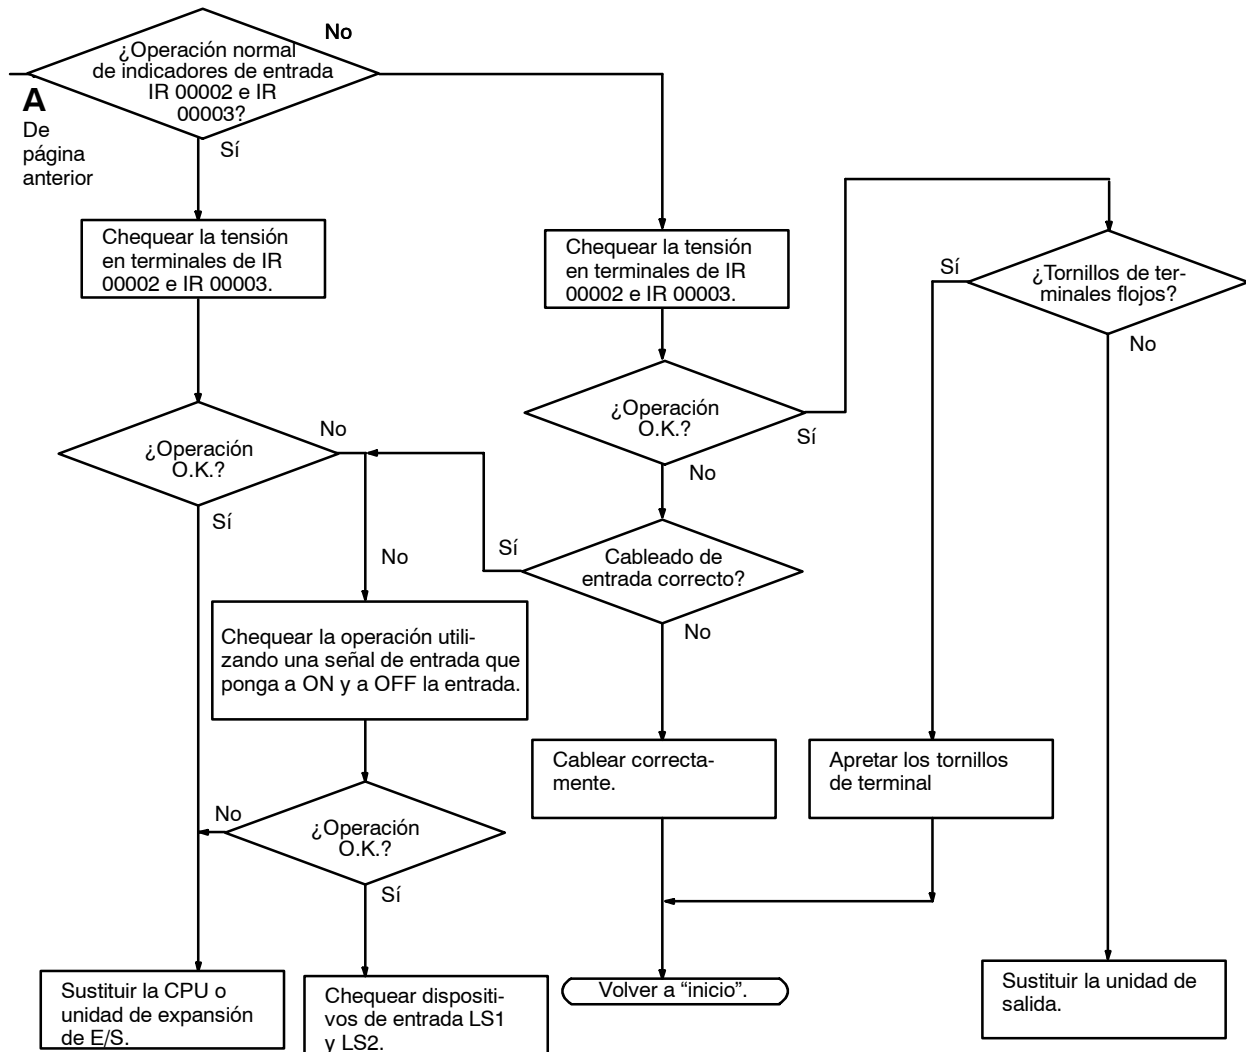 No
¿Operación normal
de indicadores de entrada
IR 00002 e IR
00003?
A
De
página
anterior
Sí
Chequear la tensión
en terminales de IR
00002 e IR 00003.
Chequear la tensión
en terminales de IR
00002 e IR 00003.
Sí
¿Tornillos de ter-
minales flojos?
No
¿Operación
O.K.?
Sí
No
¿Operación
O.K.?
No
Sí
No
Sí
Cableado de
entrada correcto?
No
Chequear la operación utili-
zando una señal de entrada que
ponga a ON y a OFF la entrada.
Cablear correcta-
mente.
Apretar los tornillos
de terminal
No
¿Operación
O.K.?
Sí
Sustituir la CPU o
unidad de expansión
de E/S.
Chequear dispositi-
vos de entrada LS1
y LS2.
Volver a “inicio”.
Sustituir la unidad de
salida.